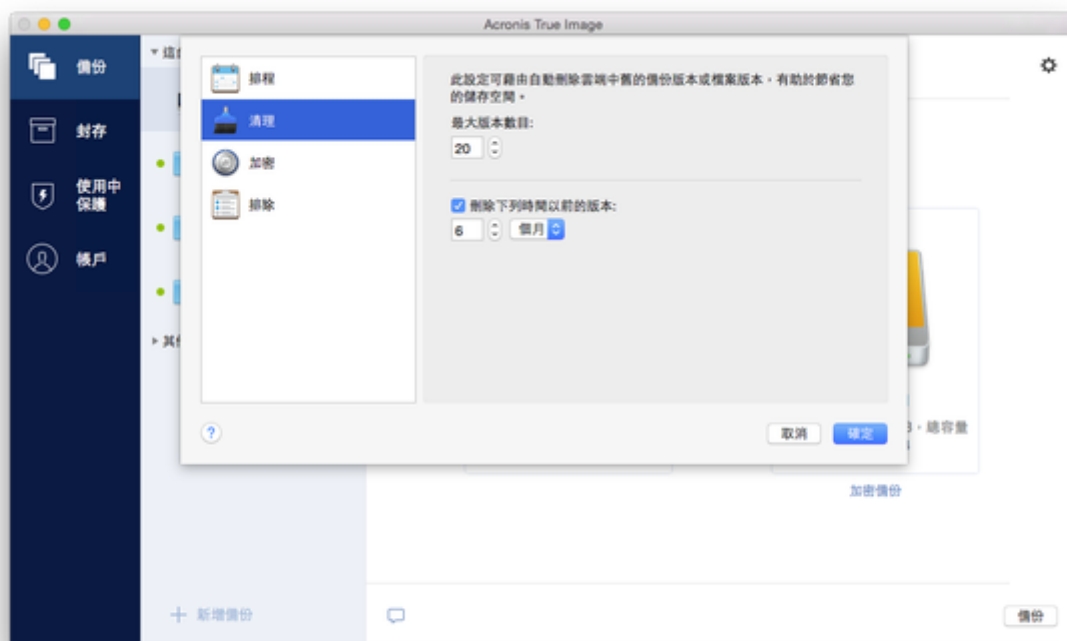 Acronis True Image
備份
封存
使用中
保護
帳戶
排程
清理
加密
排除
此設定可藉由自動刪除雲端中舊的備份版本或檔案版本，有助於節省您
的儲存空間。
最大版本數目:
20
刪除下列時間以前的版本:
6 個月
?
取消 確定
總容量
加密備份
新增備份
備份